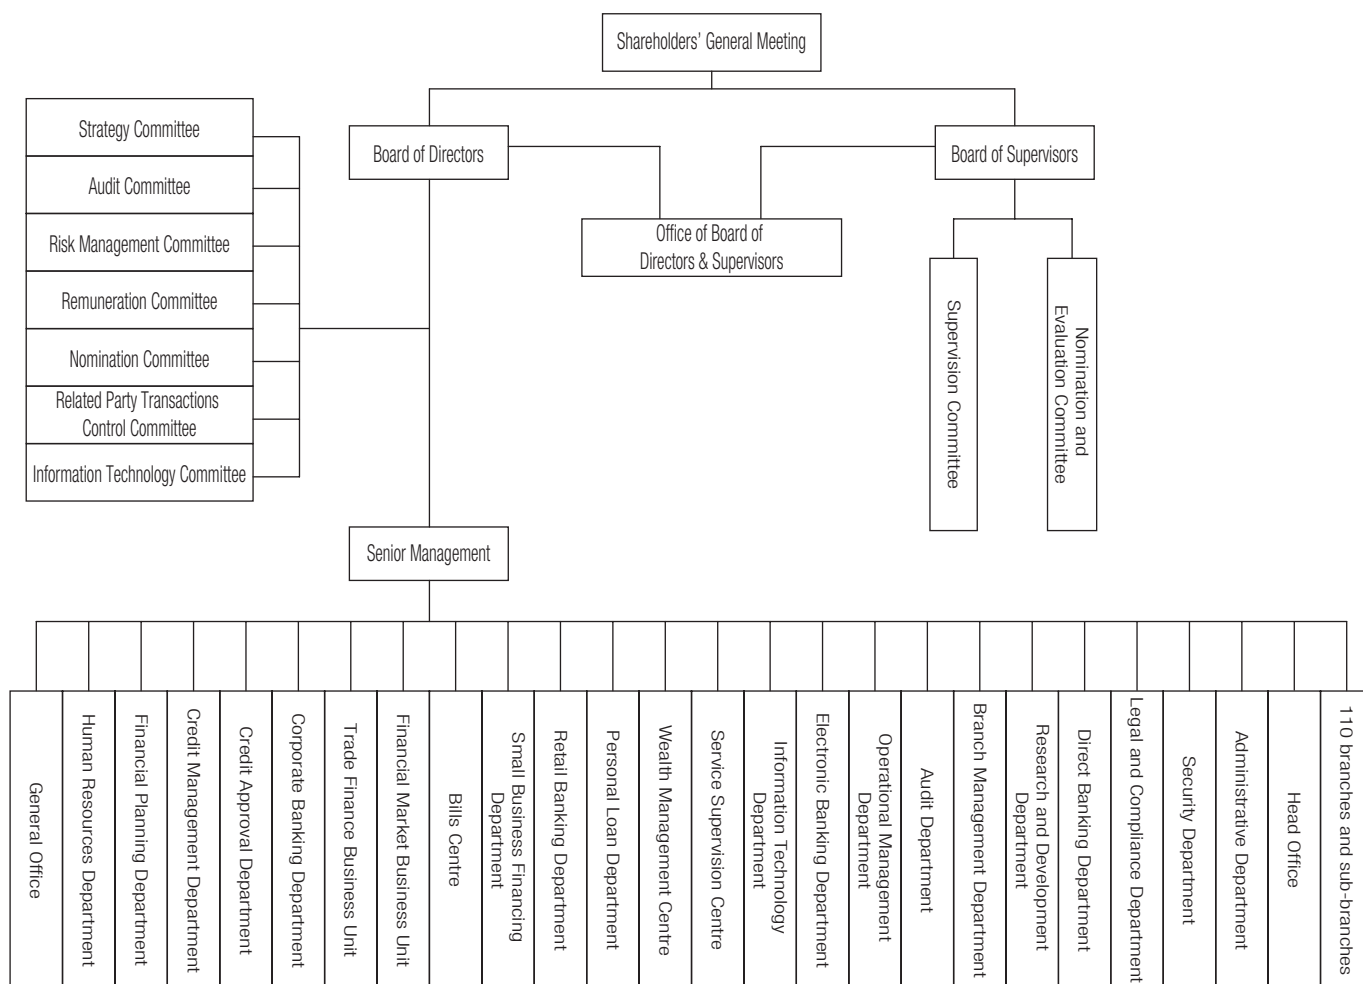 Shareholders' General Meeting
Strategy Committee
Audit Committee
Risk Management Committee
Remuneration Committee
Nomination Committee
Related Party Transactions
Control Committee
Information Technology Committee
Board of Directors
Board of Supervisors
Office of Board of
Directors & Supervisors
Supervision Committee
Nomination and
Evaluation Committee
Senior Management
General Office
Human Resources Department
Financial Planning Department
Credit Management Department
Credit Approval Department
Corporate Banking Department
Trade Finance Business Unit
Financial Market Business Unit
Bills Centre
Small Business Financing
Department
Retail Banking Department
Personal Loan Department
Wealth Management Centre
Service Supervision Centre
Information Technology
Department
Electronic Banking Department
Operational Management
Department
Audit Department
Branch Management Department
Research and Development
Department
Direct Banking Department
Legal and Compliance Department
Security Department
Administrative Department
Head Office
110 branches and sub-branches